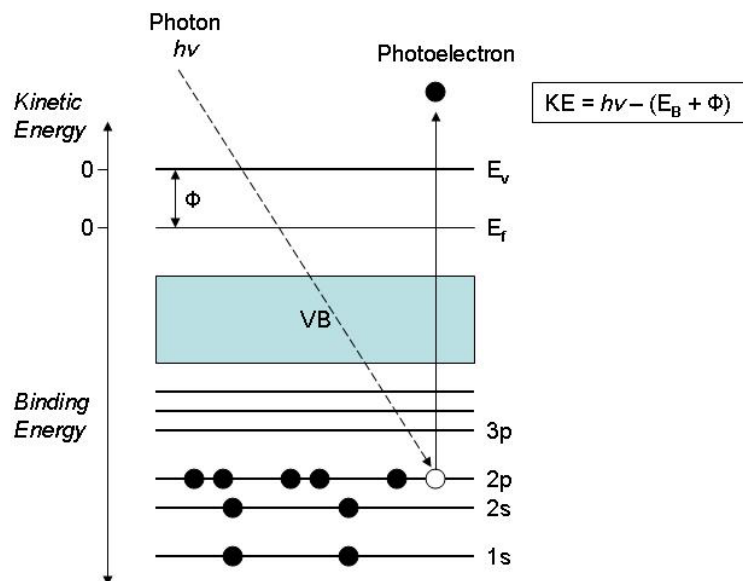 Photon
hν
Photoelectron
KE = hν – (E_B + Φ)
Kinetic
Energy
0
E_v
Φ
0
E_f
VB
Binding
Energy
3p
2p
2s
1s